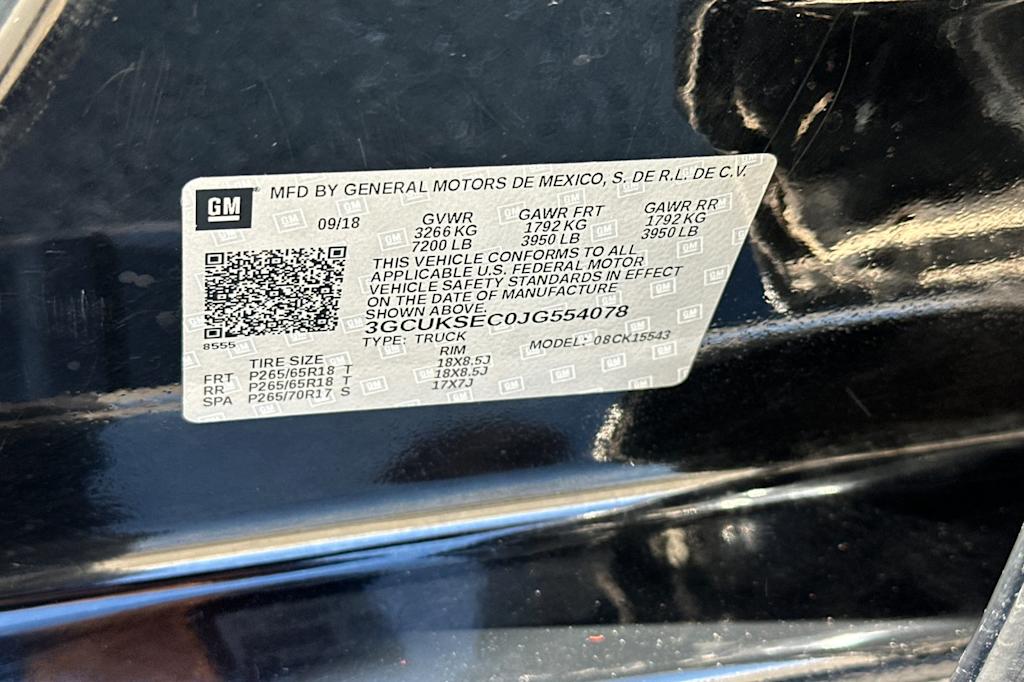 GM MFD BY GENERAL MOTORS DE MEXICO, S. DE R.L. DE C.V.
09/18 GVWR GAWR FRT GAWR RR
3266 KG 1792 KG 1792 KG
7200 LB 3950 LB 3950 LB
THIS VEHICLE CONFORMS TO ALL
APPLICABLE U.S. FEDERAL MOTOR
VEHICLE SAFETY STANDARDS IN EFFECT
ON THE DATE OF MANUFACTURE
SHOWN ABOVE.
3GCUKSEC0JG554078
8555 TYPE: TRUCK MODEL: 08CK15543
TIRE SIZE RIM
FRT P265/65R18 T 18X8.5J
RR P265/65R18 T 18X8.5J
SPA P265/70R17 S 17X7J